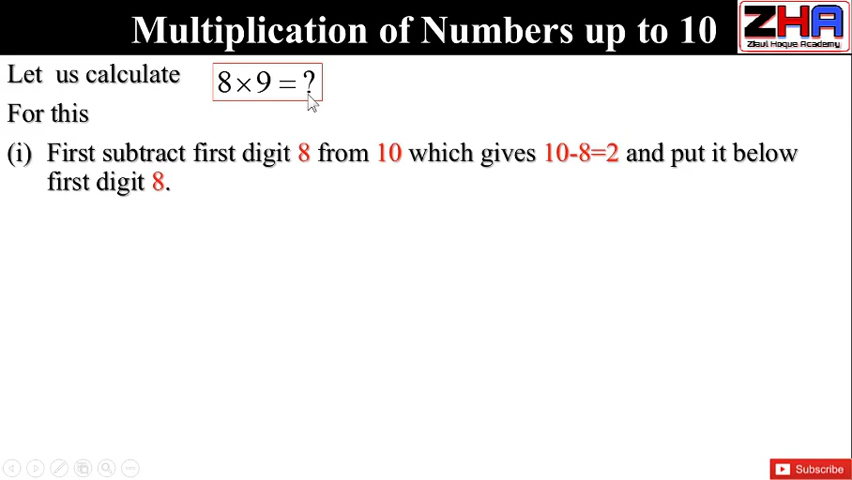 Multiplication of Numbers up to 10
ZHA
Ziaul Hoque Academy
Let us calculate 8×9=?
For this
(i) First subtract first digit 8 from 10 which gives 10-8=2 and put it below
first digit 8.
Subscribe